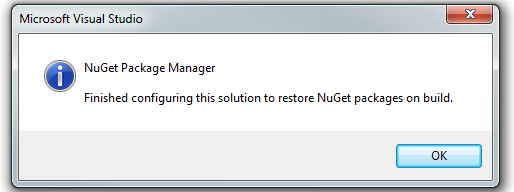 Microsoft Visual Studio
NuGet Package Manager
Finished configuring this solution to restore NuGet packages on build.
OK